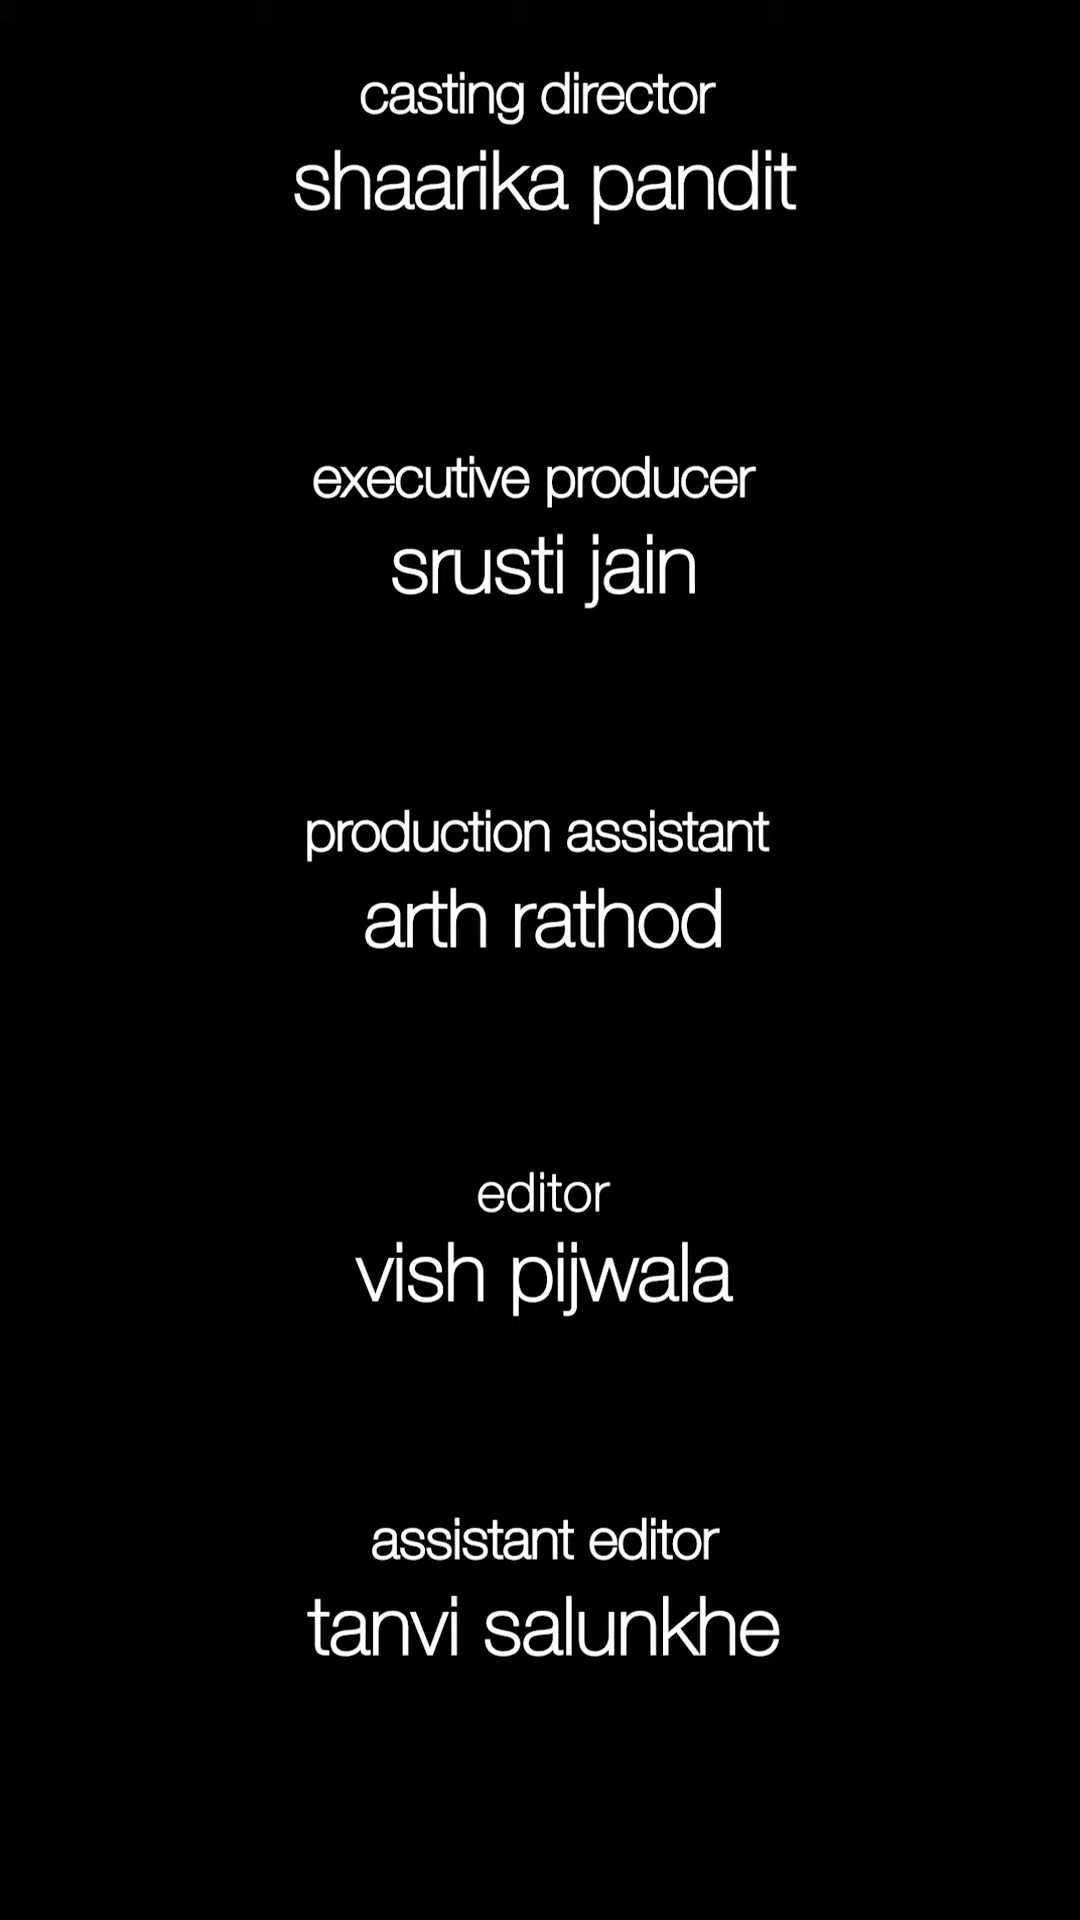 casting director
shaarika pandit
executive producer
srusti jain
production assistant
arth rathod
editor
vish pijwala
assistant editor
tanvi salunkhe